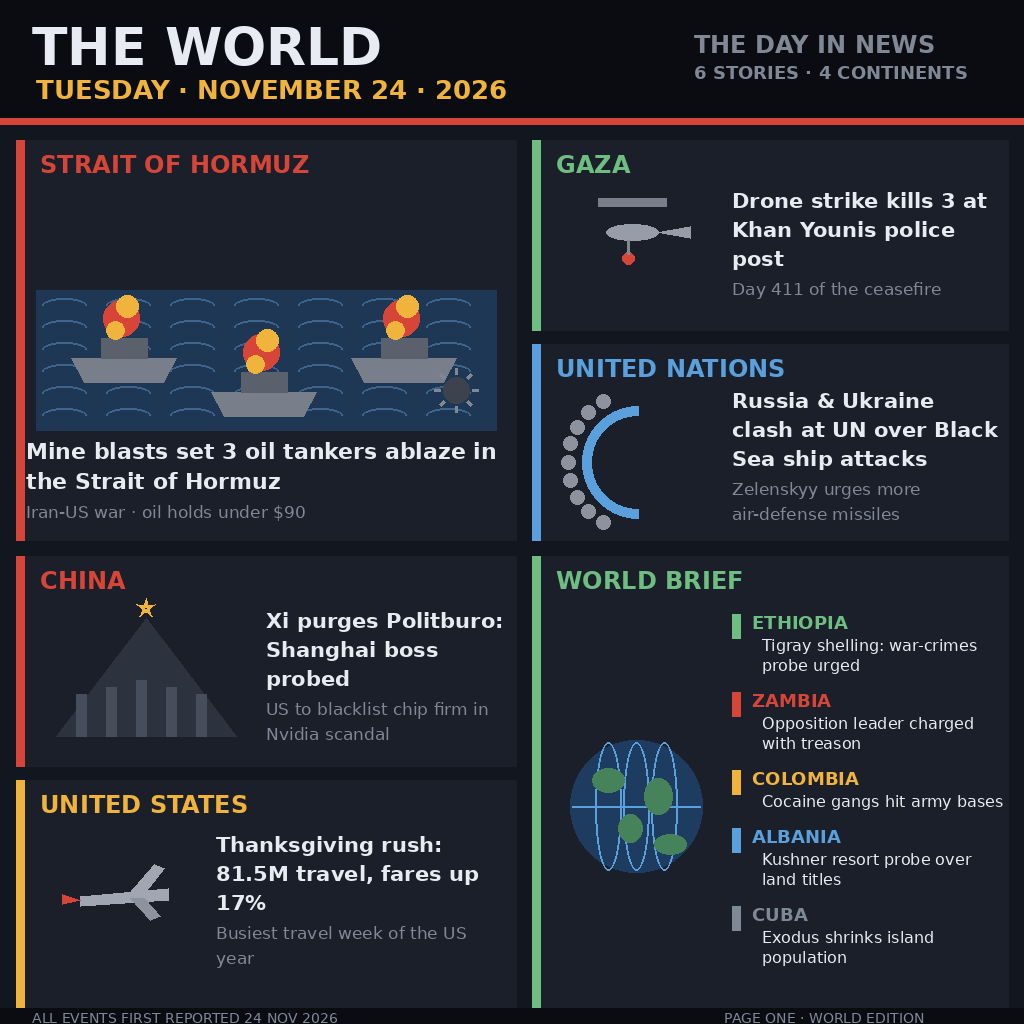 THE WORLD
TUESDAY · NOVEMBER 24 · 2026
THE DAY IN NEWS
6 STORIES · 4 CONTINENTS
STRAIT OF HORMUZ
Mine blasts set 3 oil tankers ablaze in
the Strait of Hormuz
Iran-US war · oil holds under $90
GAZA
Drone strike kills 3 at
Khan Younis police
post
Day 411 of the ceasefire
UNITED NATIONS
Russia & Ukraine
clash at UN over Black
Sea ship attacks
Zelenskyy urges more
air-defense missiles
CHINA
Xi purges Politburo:
Shanghai boss
probed
US to blacklist chip firm in
Nvidia scandal
UNITED STATES
Thanksgiving rush:
81.5M travel, fares up
17%
Busiest travel week of the US
year
WORLD BRIEF
ETHIOPIA
Tigray shelling: war-crimes
probe urged
ZAMBIA
Opposition leader charged
with treason
COLOMBIA
Cocaine gangs hit army bases
ALBANIA
Kushner resort probe over
land titles
CUBA
Exodus shrinks island
population
ALL EVENTS FIRST REPORTED 24 NOV 2026
PAGE ONE · WORLD EDITION